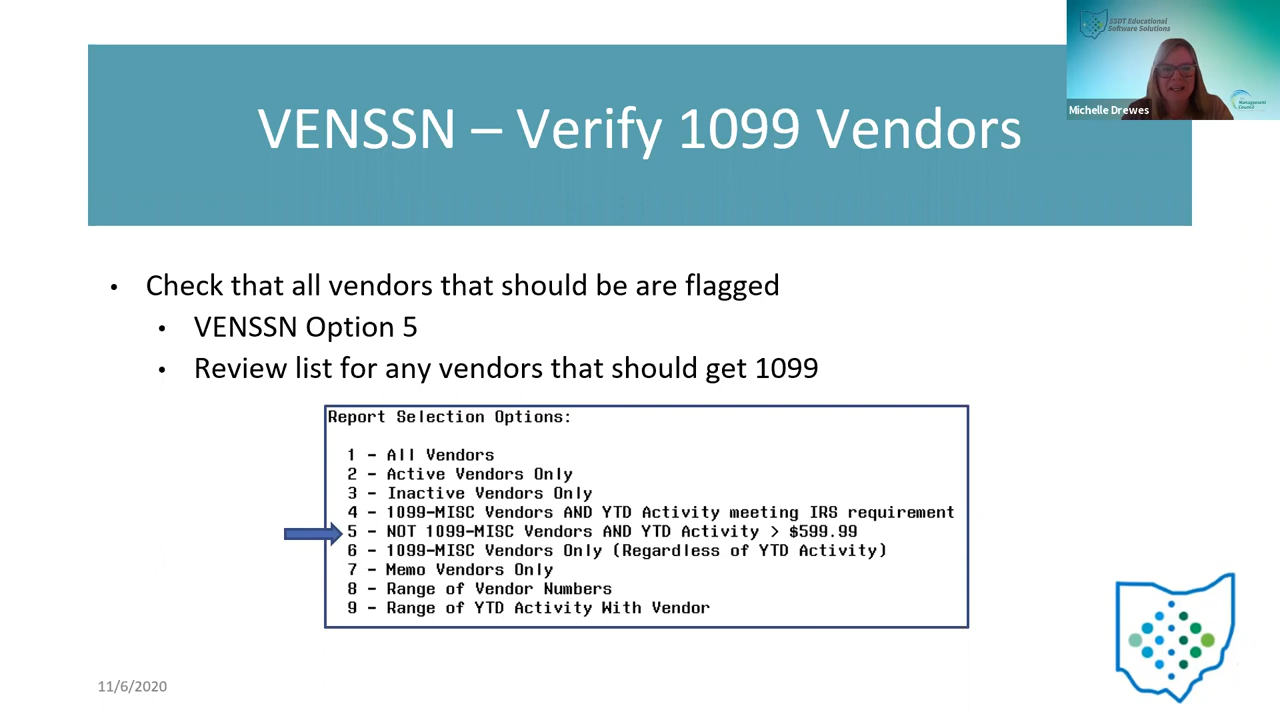 SSDT Educational
Software Solutions
Michelle Drewes
Management
Council
VENSSN – Verify 1099 Vendors
• Check that all vendors that should be are flagged
• VENSSN Option 5
• Review list for any vendors that should get 1099
Report Selection Options:
1 - All Vendors
2 - Active Vendors Only
3 - Inactive Vendors Only
4 - 1099-MISC Vendors AND YTD Activity meeting IRS requirement
5 - NOT 1099-MISC Vendors AND YTD Activity > $599.99
6 - 1099-MISC Vendors Only (Regardless of YTD Activity)
7 - Memo Vendors Only
8 - Range of Vendor Numbers
9 - Range of YTD Activity With Vendor
11/6/2020